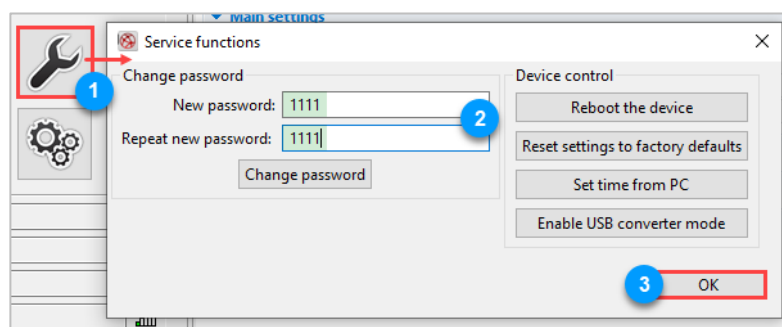 Main settings
Service functions
1
Change password
Device control
New password: 1111
2
Reboot the device
Repeat new password: 1111
Reset settings to factory defaults
Change password
Set time from PC
Enable USB converter mode
3
OK